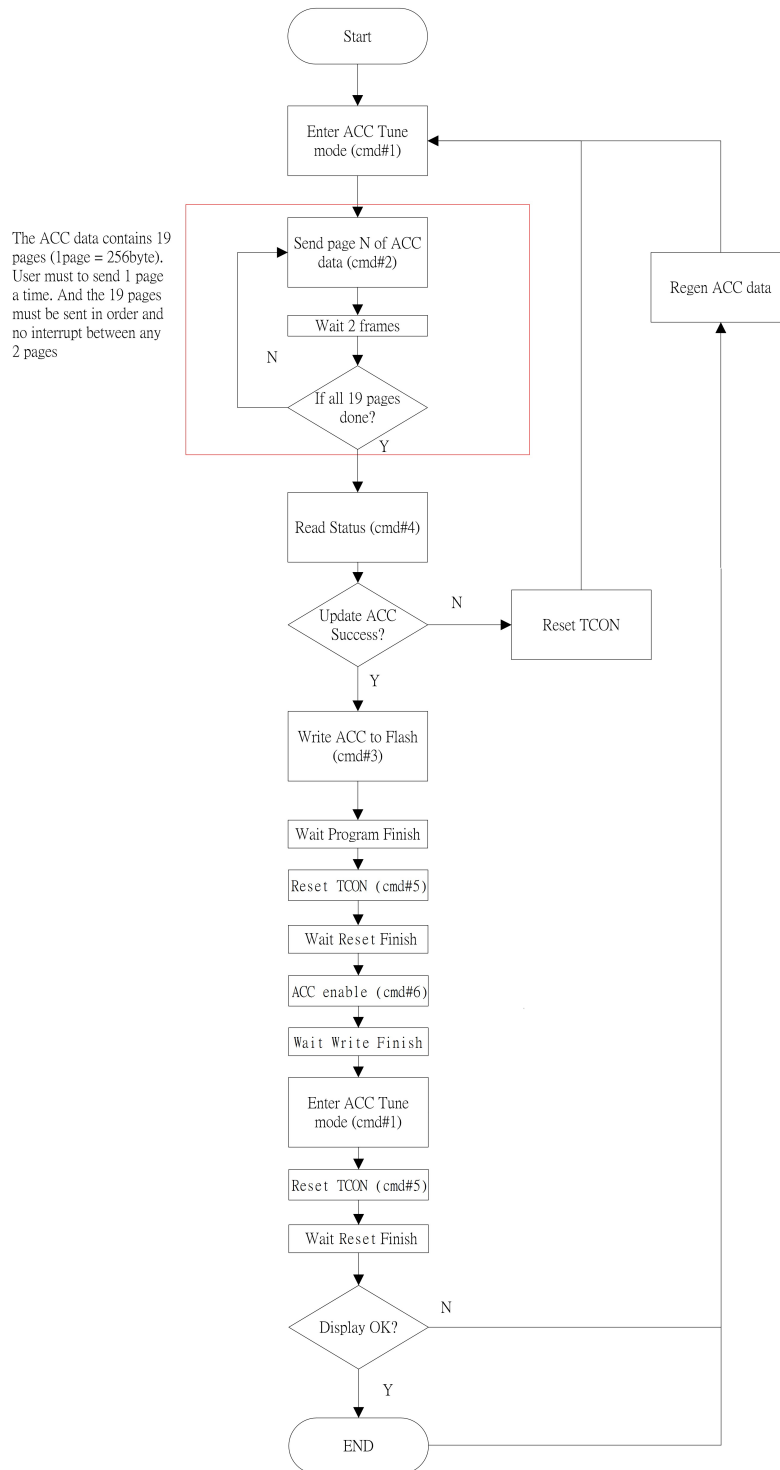 Start
Enter ACC Tune
mode (cmd#1)
The ACC data contains 19
pages (1page = 256byte).
User must to send 1 page
a time. And the 19 pages
must be sent in order and
no interrupt between any
2 pages
Send page N of ACC
data (cmd#2)
Regen ACC data
Wait 2 frames
N
If all 19 pages
done?
Y
Read Status (cmd#4)
Update ACC
Success?
N
Reset TCON
Y
Write ACC to Flash
(cmd#3)
Wait Program Finish
Reset TCON (cmd#5)
Wait Reset Finish
ACC enable (cmd#6)
Wait Write Finish
Enter ACC Tune
mode (cmd#1)
Reset TCON (cmd#5)
Wait Reset Finish
Display OK?
N
Y
END